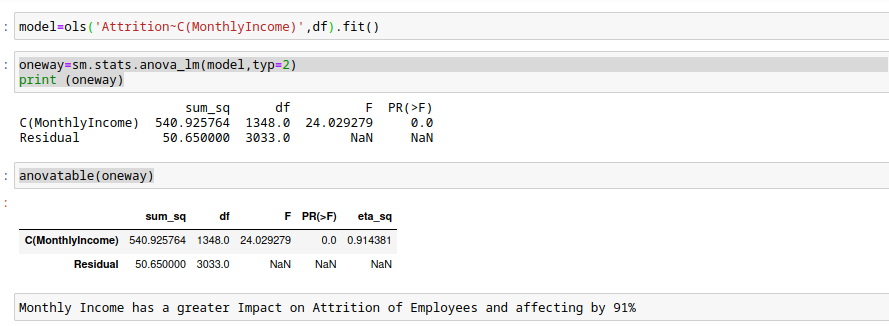 : model=ols('Attrition~C(MonthlyIncome)',df).fit()
: oneway=sm.stats.anova_lm(model,typ=2)
print (oneway)
sum_sq df F PR(>F)
C(MonthlyIncome) 540.925764 1348.0 24.029279 0.0
Residual 50.650000 3033.0 NaN NaN
: anovatable(oneway)
:
sum_sq df F PR(>F) eta_sq
C(MonthlyIncome) 540.925764 1348.0 24.029279 0.0 0.914381
Residual 50.650000 3033.0 NaN NaN NaN
Monthly Income has a greater Impact on Attrition of Employees and affecting by 91%